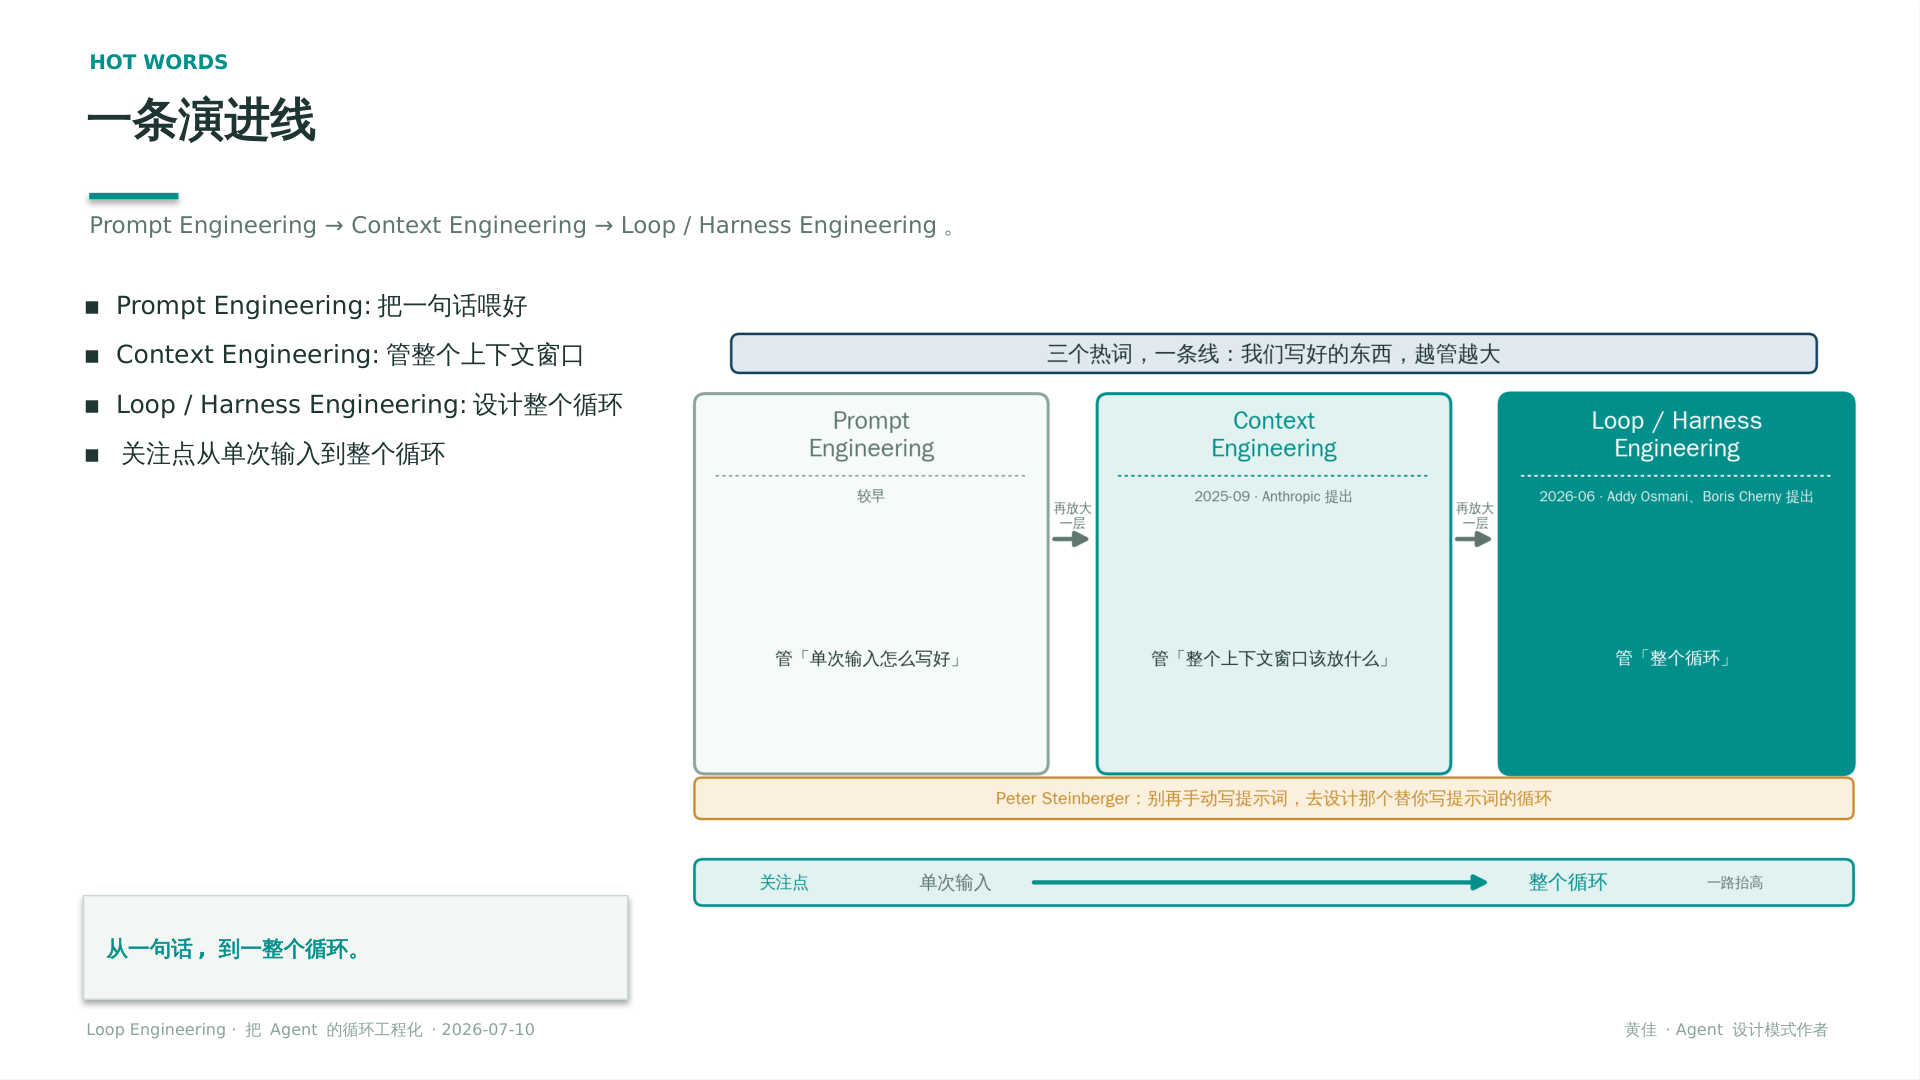 HOT WORDS
一条演进线
Prompt Engineering → Context Engineering → Loop / Harness Engineering 。
▪ Prompt Engineering: 把一句话喂好
▪ Context Engineering: 管整个上下文窗口
▪ Loop / Harness Engineering: 设计整个循环
▪ 关注点从单次输入到整个循环
三个热词，一条线：我们写好的东西，越管越大
Prompt
Engineering
较早
管「单次输入怎么写好」
再放大
一层
Context
Engineering
2025-09 · Anthropic 提出
管「整个上下文窗口该放什么」
再放大
一层
Loop / Harness
Engineering
2026-06 · Addy Osmani、Boris Cherny 提出
管「整个循环」
Peter Steinberger：别再手动写提示词，去设计那个替你写提示词的循环
关注点 单次输入 整个循环 一路抬高
从一句话，到一整个循环。
Loop Engineering · 把 Agent 的循环工程化 · 2026-07-10
黄佳 · Agent 设计模式作者